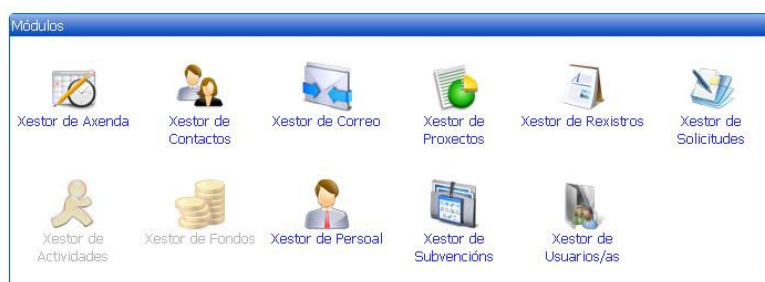 Módulos
Xestor de Axenda
Xestor de
Contactos
Xestor de Correo
Xestor de
Proxectos
Xestor de Rexistros
Xestor de
Solicitudes
Xestor de
Actividades
Xestor de Fondos
Xestor de Persoal
Xestor de
Subvencións
Xestor de
Usuarios/as